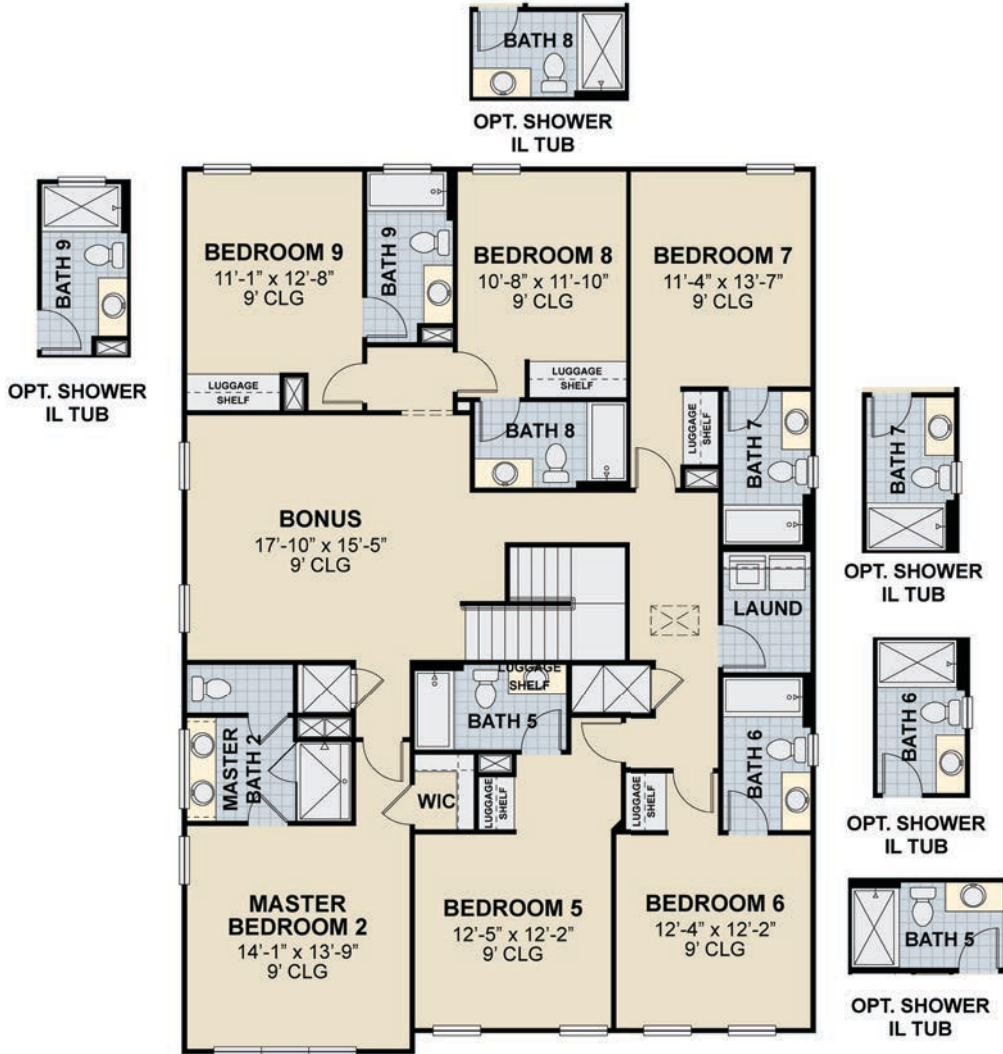 BATH 8
OPT. SHOWER
IL TUB
BATH 9
OPT. SHOWER
IL TUB
BEDROOM 9
11’-1” x 12’-8”
9’ CLG
BATH 9
BEDROOM 8
10’-8” x 11’-10”
9’ CLG
BEDROOM 7
11’-4” x 13’-7”
9’ CLG
LUGGAGE
SHELF
LUGGAGE
SHELF
BATH 8
LUGGAGE
SHELF
BATH 7
BATH 7
OPT. SHOWER
IL TUB
BONUS
17’-10” x 15’-5”
9’ CLG
LAUND
LUGGAGE
SHELF
BATH 5
MASTER
BATH 2
WIC
LUGGAGE
SHELF
LUGGAGE
SHELF
BATH 6
BATH 6
OPT. SHOWER
IL TUB
MASTER
BEDROOM 2
14’-1” x 13’-9”
9’ CLG
BEDROOM 5
12’-5” x 12’-2”
9’ CLG
BEDROOM 6
12’-4” x 12’-2”
9’ CLG
BATH 5
OPT. SHOWER
IL TUB